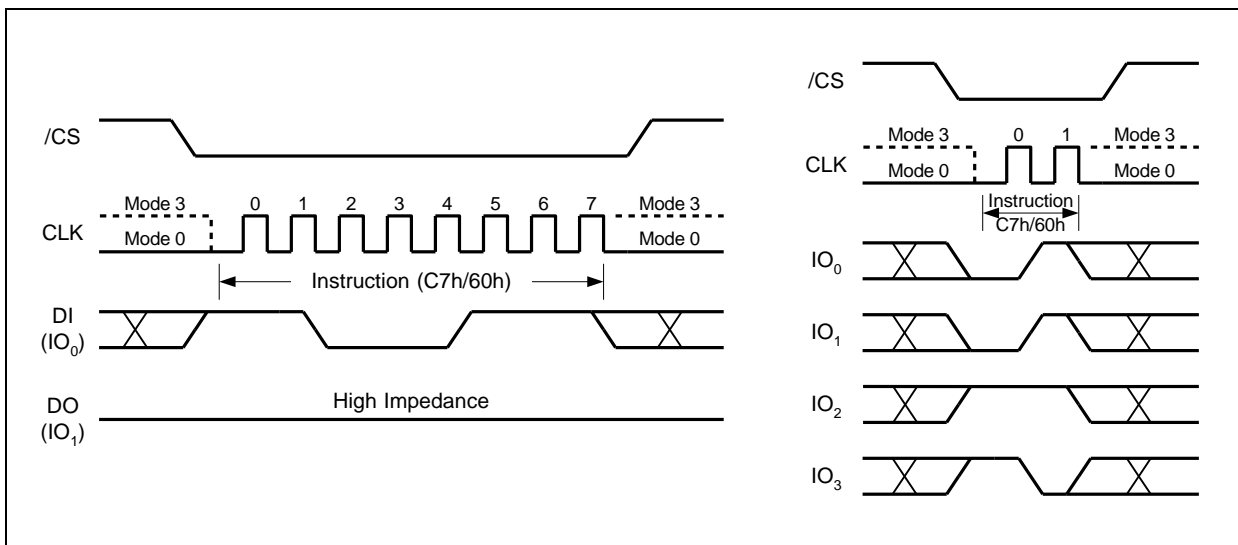 /CS
Mode 3 0 1 2 3 4 5 6 7 Mode 3
CLK
Mode 0 Mode 0
Instruction (C7h/60h)
DI
(IO0)
DO
(IO1)
High Impedance
/CS
Mode 3 0 1 Mode 3
CLK
Mode 0 Mode 0
Instruction
C7h/60h
IO0
IO1
IO2
IO3